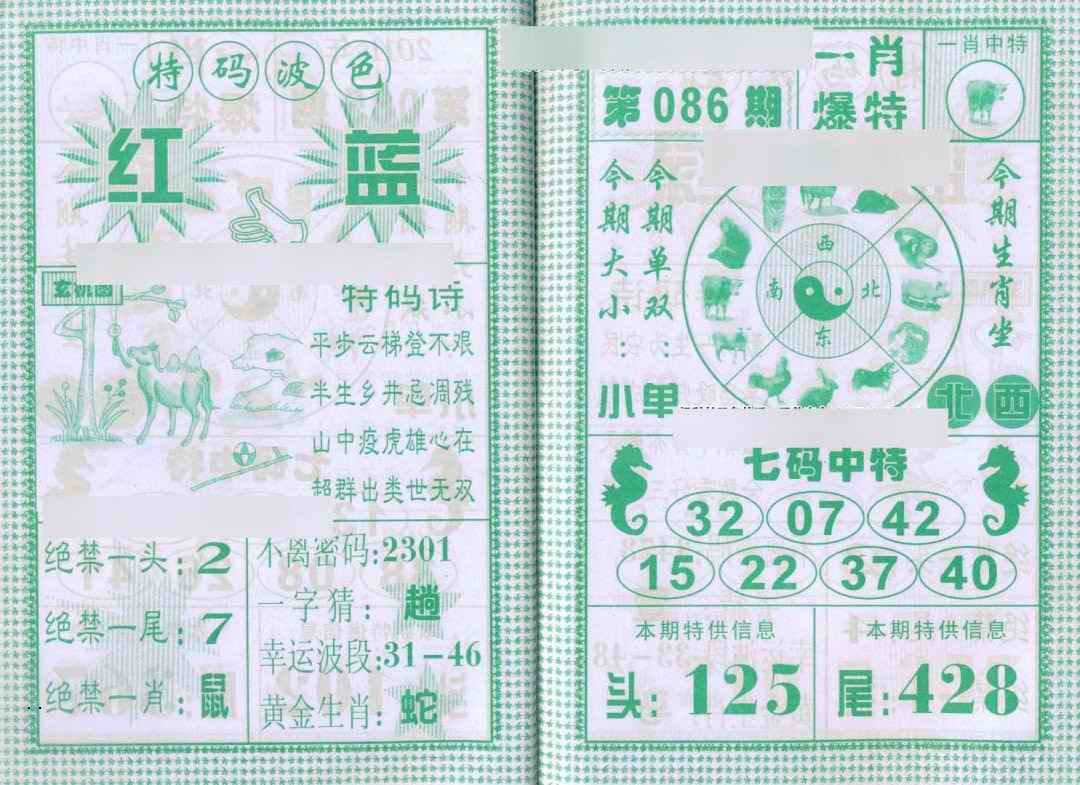 特码波色
红 蓝
玄机图
特码诗
平步云梯登不艰
半生乡井忌凋残
山中疫虎雄心在
超群出类世无双
绝禁一头:2
绝禁一尾:7
绝禁一肖:鼠
不离密码:2301
一字猜:趟
幸运波段:31-46
黄金生肖:蛇
第086期
一肖
爆特
一肖中特
今期大小:小
今期单双:单
西
南 北
东
今期生肖坐
北 西
七码中特
32 07 42
15 22 37 40
本期特供信息
头:125
本期特供信息
尾:428